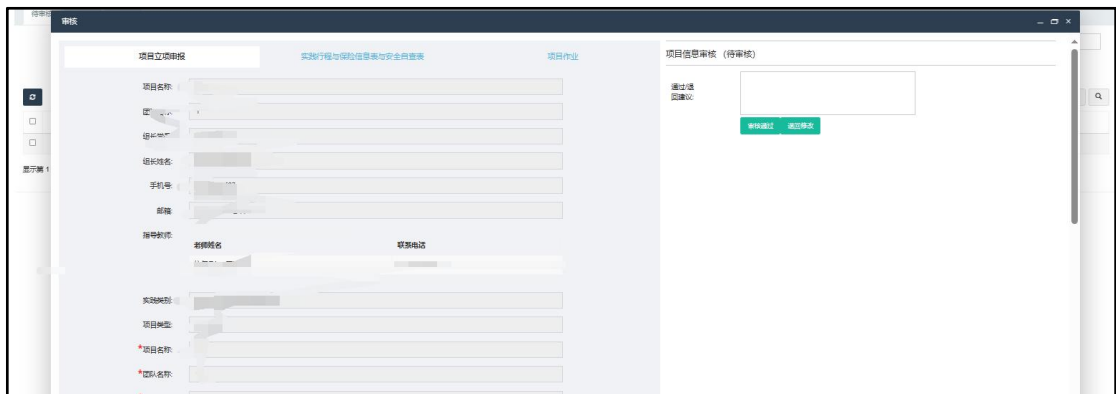 待审核
审核
项目立项申报
实践行程与保险信息表与安全自查表
项目作业
项目信息审核 (待审核)
项目名称:
组长姓名:
手机号:
邮箱:
指导教师:
老师姓名
联系电话
实践类别:
项目类型:
*项目名称:
*团队名称:
通过/退
回建议:
审核通过
退回修改
显示第 1